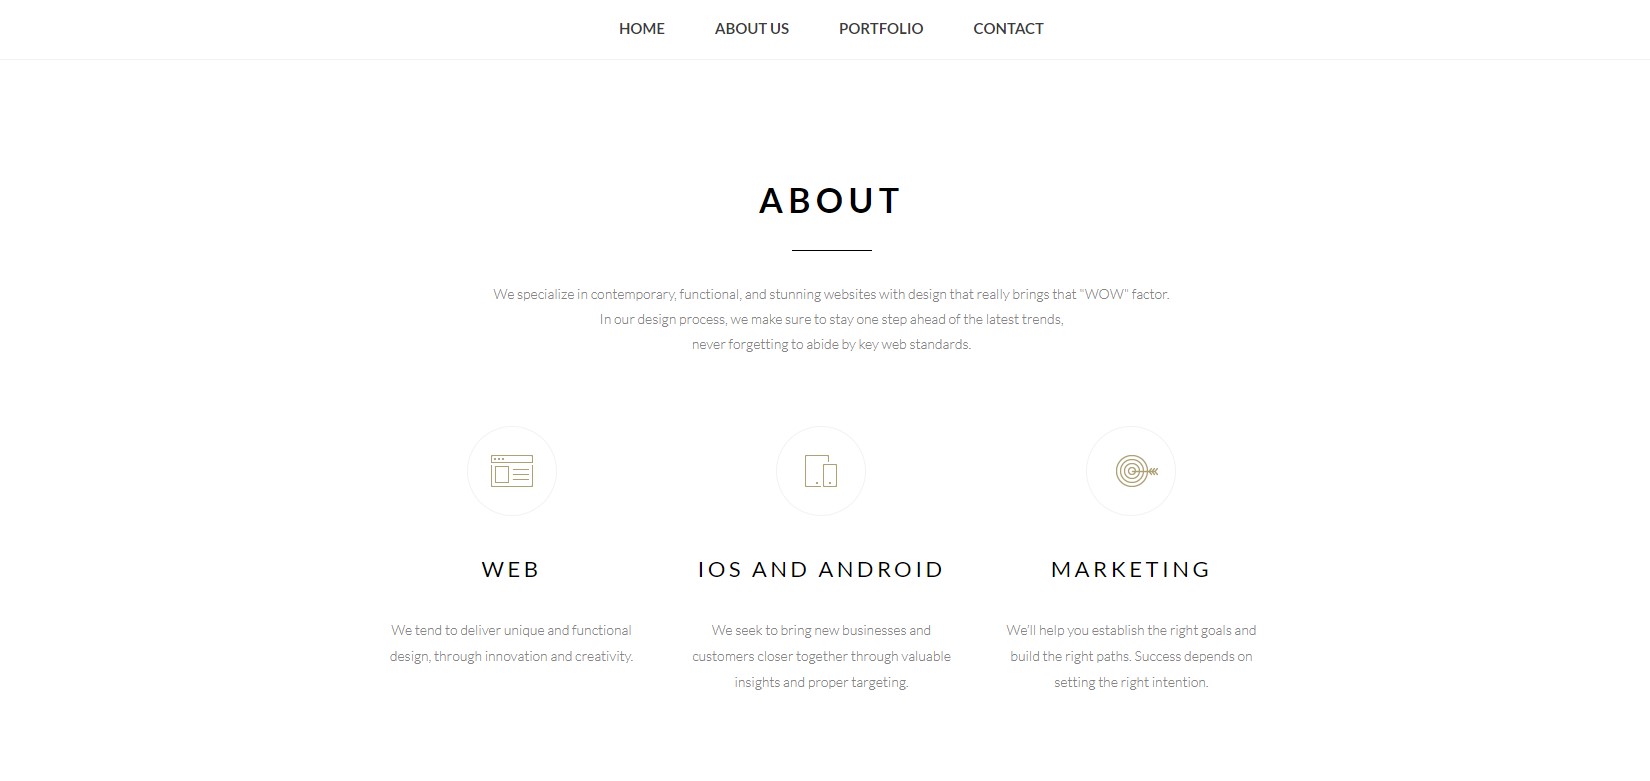 HOME ABOUT US PORTFOLIO CONTACT
ABOUT
We specialize in contemporary, functional, and stunning websites with design that really brings that "WOW" factor.
In our design process, we make sure to stay one step ahead of the latest trends,
never forgetting to abide by key web standards.
WEB
We tend to deliver unique and functional
design, through innovation and creativity.
IOS AND ANDROID
We seek to bring new businesses and
customers closer together through valuable
insights and proper targeting.
MARKETING
We'll help you establish the right goals and
build the right paths. Success depends on
setting the right intention.